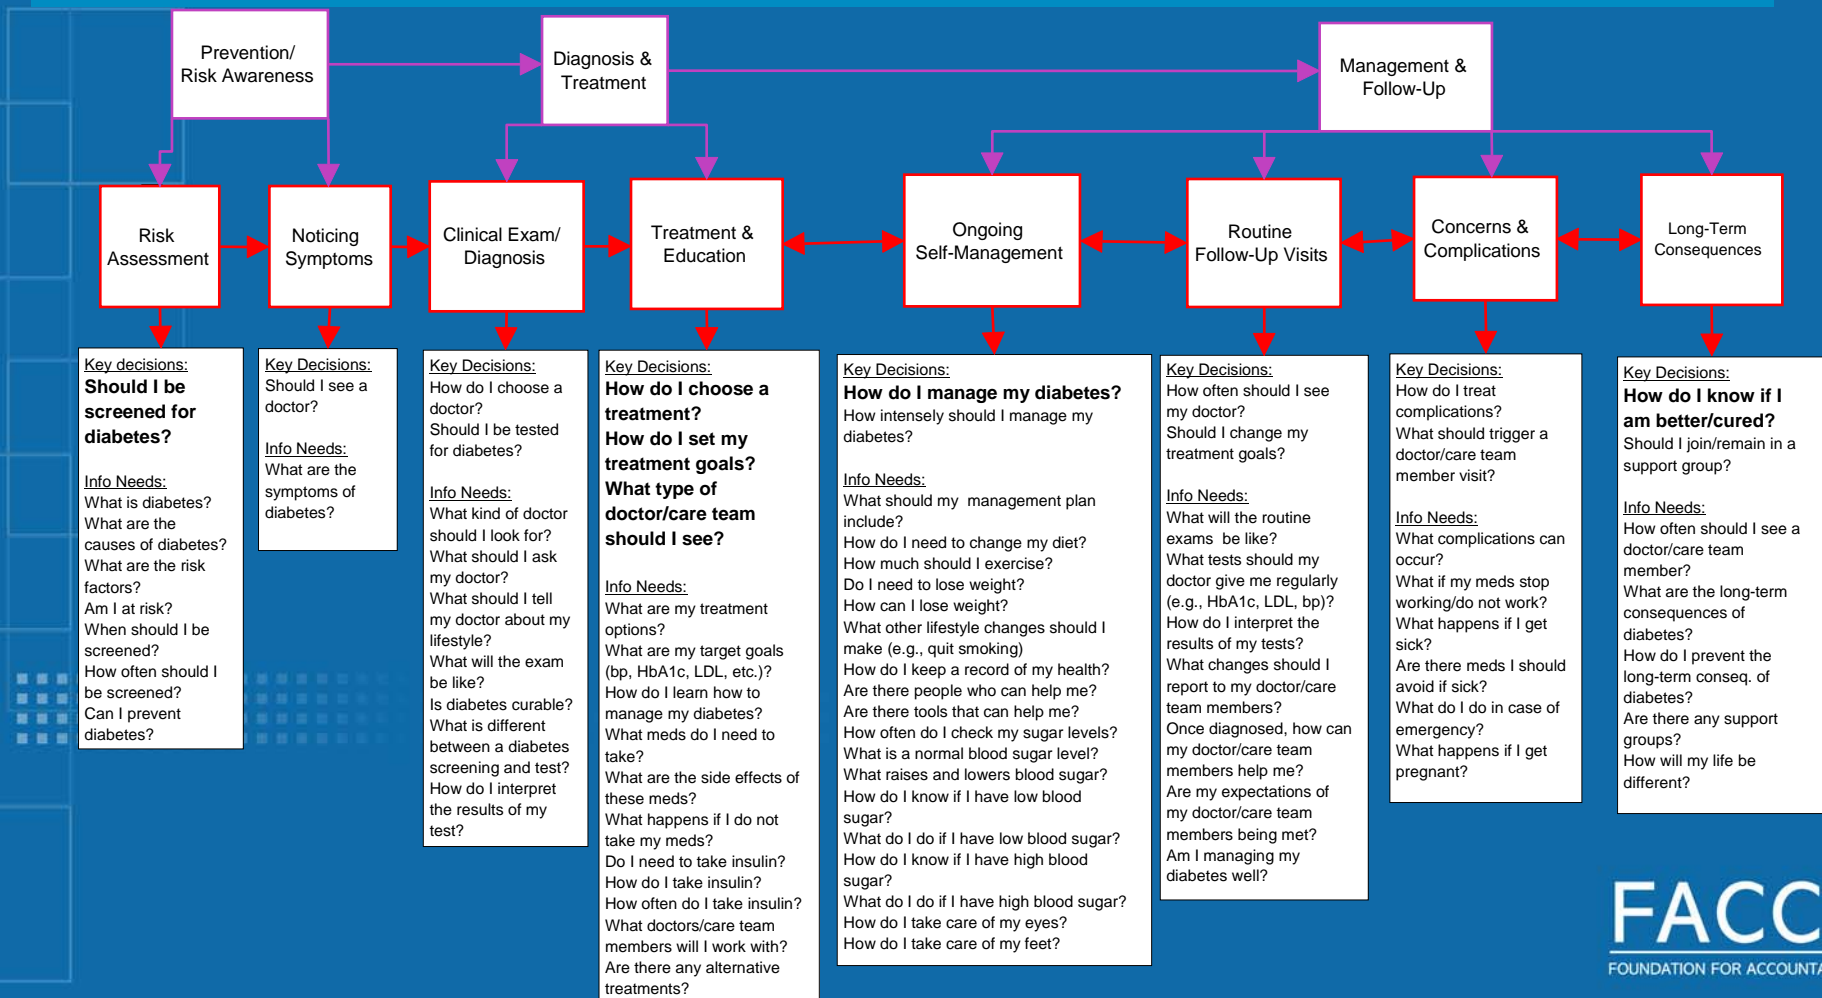 Prevention/
Risk Awareness
Diagnosis &
Treatment
Management &
Follow-Up
Risk
Assessment
Noticing
Symptoms
Clinical Exam/
Diagnosis
Treatment &
Education
Ongoing
Self-Management
Routine
Follow-Up Visits
Concerns &
Complications
Long-Term
Consequences
Key decisions:
Should I be
screened for
diabetes?
Info Needs:
What is diabetes?
What are the
causes of diabetes?
What are the risk
factors?
Am I at risk?
When should I be
screened?
How often should I
be screened?
Can I prevent
diabetes?
Key Decisions:
Should I see a
doctor?
Info Needs:
What are the
symptoms of
diabetes?
Key Decisions:
How do I choose a
doctor?
Should I be tested
for diabetes?
Info Needs:
What kind of doctor
should I look for?
What should I ask
my doctor?
What should I tell
my doctor about my
lifestyle?
What will the exam
be like?
Is diabetes curable?
What is different
between a diabetes
screening and test?
How do I interpret
the results of my
test?
Key Decisions:
How do I choose a
treatment?
How do I set my
treatment goals?
What type of
doctor/care team
should I see?
Info Needs:
What are my treatment
options?
What are my target goals
(bp, HbA1c, LDL, etc.)?
How do I learn how to
manage my diabetes?
What meds do I need to
take?
What are the side effects of
these meds?
What happens if I do not
take my meds?
Do I need to take insulin?
How do I take insulin?
How often do I take insulin?
What doctors/care team
members will I work with?
Are there any alternative
treatments?
Key Decisions:
How do I manage my diabetes?
How intensely should I manage my
diabetes?
Info Needs:
What should my  management plan
include?
How do I need to change my diet?
How much should I exercise?
Do I need to lose weight?
How can I lose weight?
What other lifestyle changes should I
make (e.g., quit smoking)
How do I keep a record of my health?
Are there people who can help me?
Are there tools that can help me?
How often do I check my sugar levels?
What is a normal blood sugar level?
What raises and lowers blood sugar?
How do I know if I have low blood
sugar?
What do I do if I have low blood sugar?
How do I know if I have high blood
sugar?
What do I do if I have high blood sugar?
How do I take care of my eyes?
How do I take care of my feet?
Key Decisions:
How often should I see
my doctor?
Should I change my
treatment goals?
Info Needs:
What will the routine
exams  be like?
What tests should my
doctor give me regularly
(e.g., HbA1c, LDL, bp)?
How do I interpret the
results of my tests?
What changes should I
report to my doctor/care
team members?
Once diagnosed, how can
my doctor/care team
members help me?
Are my expectations of
my doctor/care team
members being met?
Am I managing my
diabetes well?
Key Decisions:
How do I treat
complications?
What should trigger a
doctor/care team
member visit?
Info Needs:
What complications can
occur?
What if my meds stop
working/do not work?
What happens if I get
sick?
Are there meds I should
avoid if sick?
What do I do in case of
emergency?
What happens if I get
pregnant?
Key Decisions:
How do I know if I
am better/cured?
Should I join/remain in a
support group?
Info Needs:
How often should I see a
doctor/care team
member?
What are the long-term
consequences of
diabetes?
How do I prevent the
long-term conseq. of
diabetes?
Are there any support
groups?
How will my life be
different?
FACC
FOUNDATION FOR ACCOUNTA